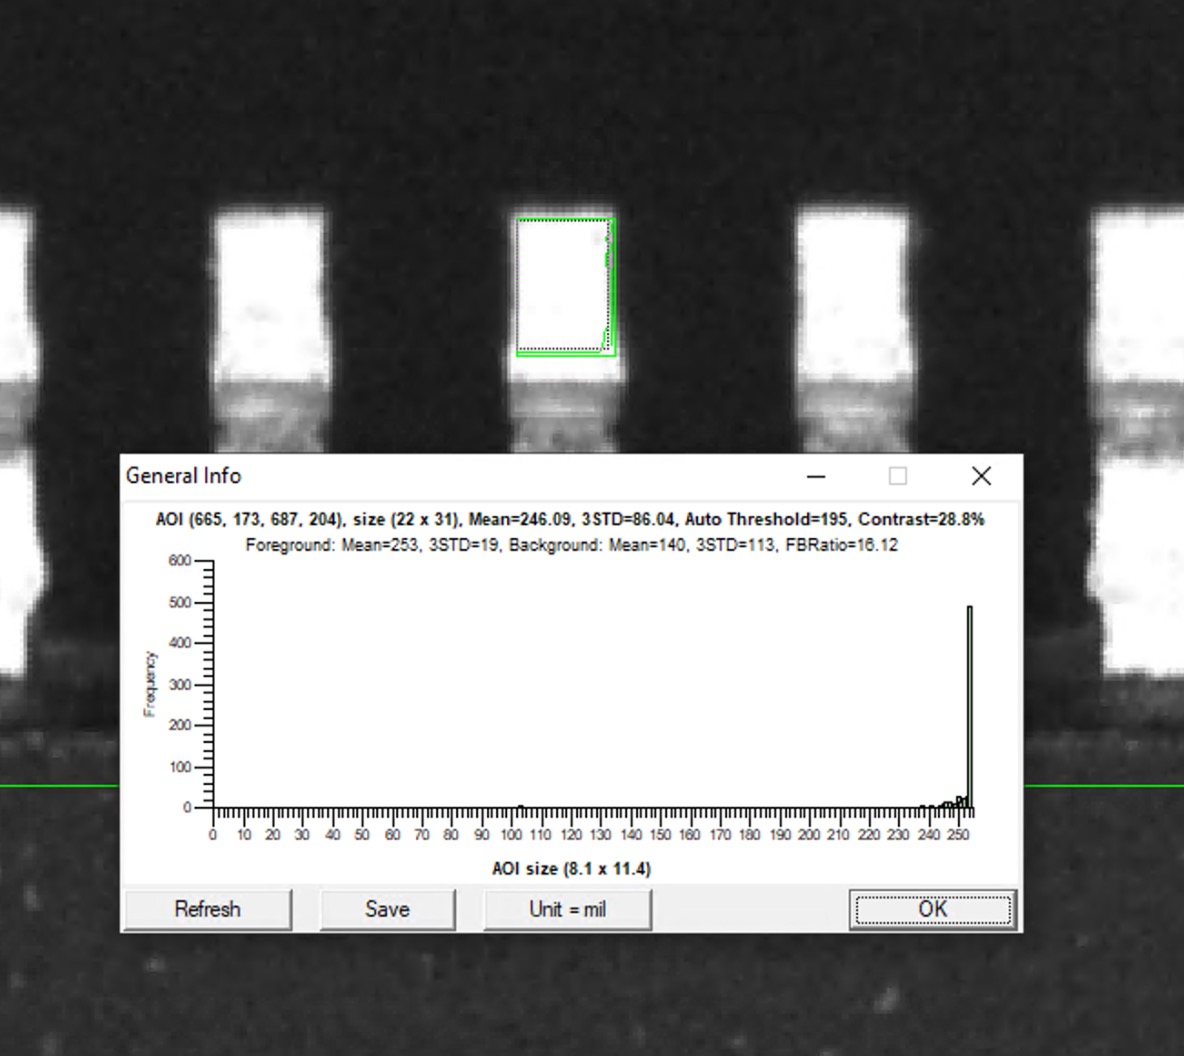 General Info
AOI (665, 173, 687, 204), size (22 x 31), Mean=246.09, 3STD=86.04, Auto Threshold=195, Contrast=28.8%
Foreground: Mean=253, 3STD=19, Background: Mean=140, 3STD=113, FBRatio=16.12
600
500
400
300
200
100
0
Frequency
0 10 20 30 40 50 60 70 80 90 100 110 120 130 140 150 160 170 180 190 200 210 220 230 240 250
AOI size (8.1 x 11.4)
Refresh Save Unit = mil OK